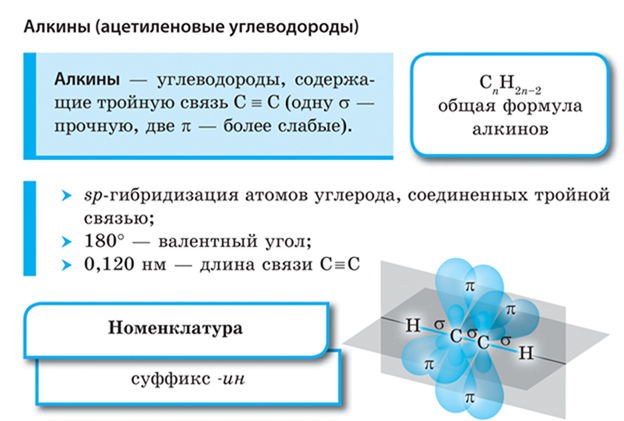 Алкины (ацетиленовые углеводороды)
Алкины — углеводороды, содержа-
щие тройную связь C ≡ C (одну σ —
прочную, две π — более слабые).
CₙH₂ₙ₋₂
общая формула
алкинов
sp-гибридизация атомов углерода, соединенных тройной
связью;
180° — валентный угол;
0,120 нм — длина связи C≡C
Номенклатура
суффикс -ин
π
π
H σ C σ C σ H
π
π